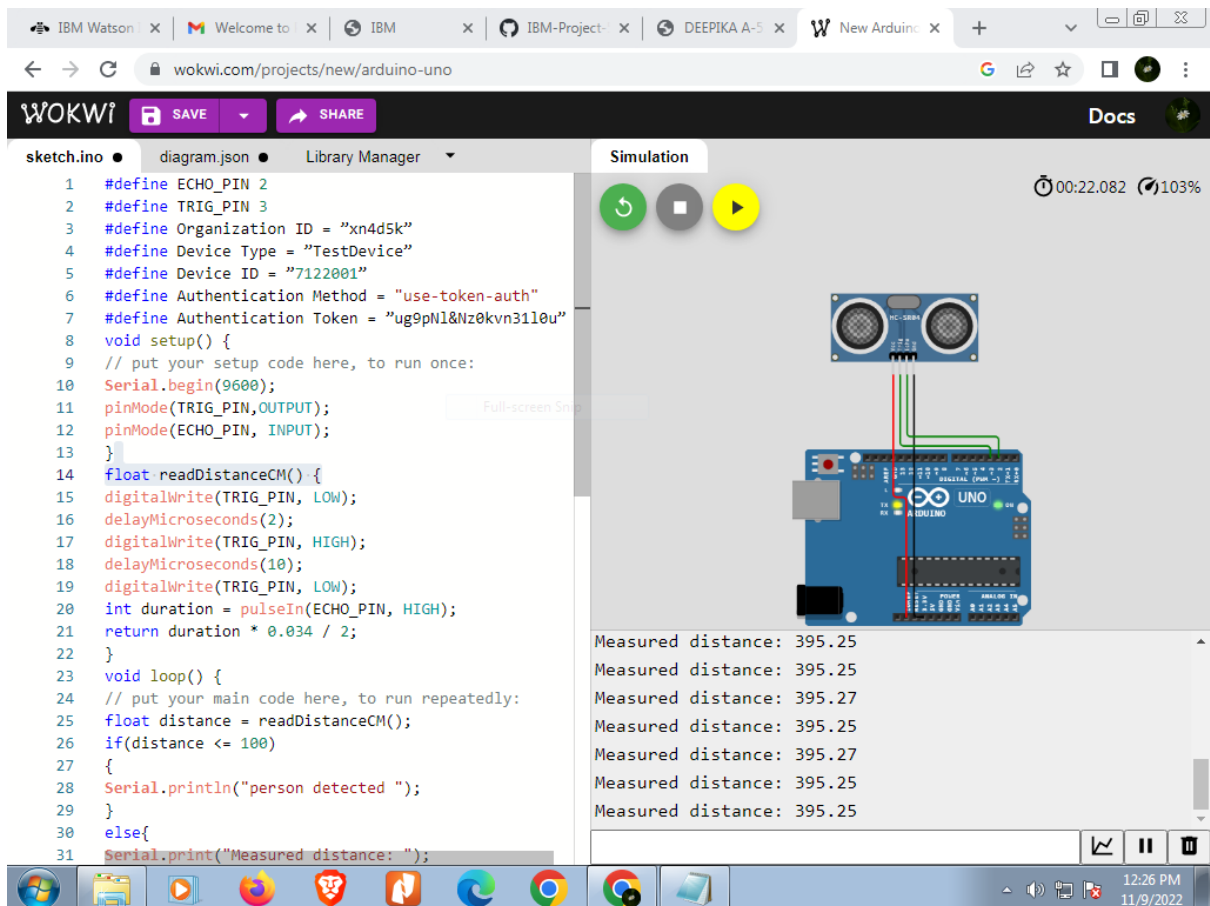 IBM Watson
Welcome to
IBM
IBM-Project-
DEEPIKA A-5
New Arduino
wokwi.com/projects/new/arduino-uno
WOKWi
SAVE
SHARE
Docs
sketch.ino ●
diagram.json ●
Library Manager
Simulation
00:22.082
103%
1 #define ECHO_PIN 2
2 #define TRIG_PIN 3
3 #define Organization ID = ”xn4d5k”
4 #define Device Type = ”TestDevice”
5 #define Device ID = ”7122001”
6 #define Authentication Method = "use-token-auth"
7 #define Authentication Token = ”ug9pNl&Nz0kvn31l0u”
8 void setup() {
9 // put your setup code here, to run once:
10 Serial.begin(9600);
11 pinMode(TRIG_PIN,OUTPUT);
12 pinMode(ECHO_PIN, INPUT);
13 }
14 float readDistanceCM() {
15 digitalWrite(TRIG_PIN, LOW);
16 delayMicroseconds(2);
17 digitalWrite(TRIG_PIN, HIGH);
18 delayMicroseconds(10);
19 digitalWrite(TRIG_PIN, LOW);
20 int duration = pulseIn(ECHO_PIN, HIGH);
21 return duration * 0.034 / 2;
22 }
23 void loop() {
24 // put your main code here, to run repeatedly:
25 float distance = readDistanceCM();
26 if(distance <= 100)
27 {
28 Serial.println("person detected ");
29 }
30 else{
31 Serial.print("Measured distance: ");
Full-screen Snip
HC-SR04
DIGITAL (PWM ~)
UNO
ON
TX
RX
ARDUINO
POWER
ANALOG IN
Measured distance: 395.25
Measured distance: 395.25
Measured distance: 395.27
Measured distance: 395.25
Measured distance: 395.27
Measured distance: 395.25
Measured distance: 395.25
12:26 PM
11/9/2022